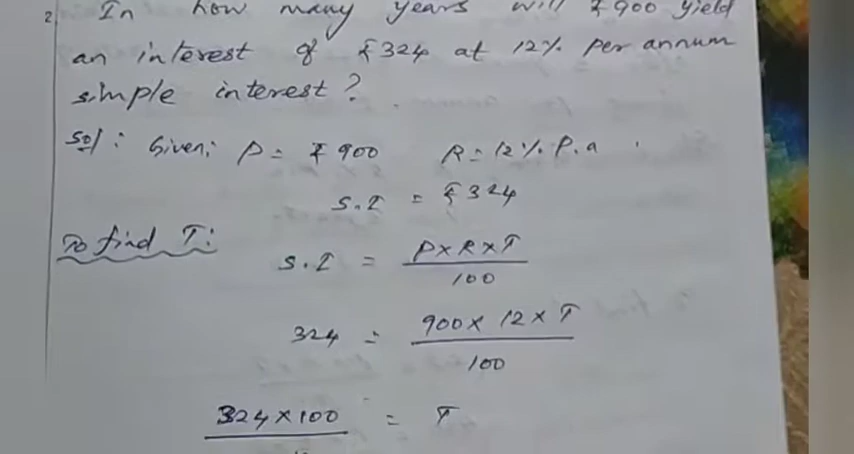 2 In how many years will ₹900 yield
an interest of ₹324 at 12% per annum
simple interest?
Sol: Given: P = ₹900 R = 12% P.a
S.I = ₹324
To find T:
S.I = P×R×T
100
324 = 900× 12×T
100
324×100 = T